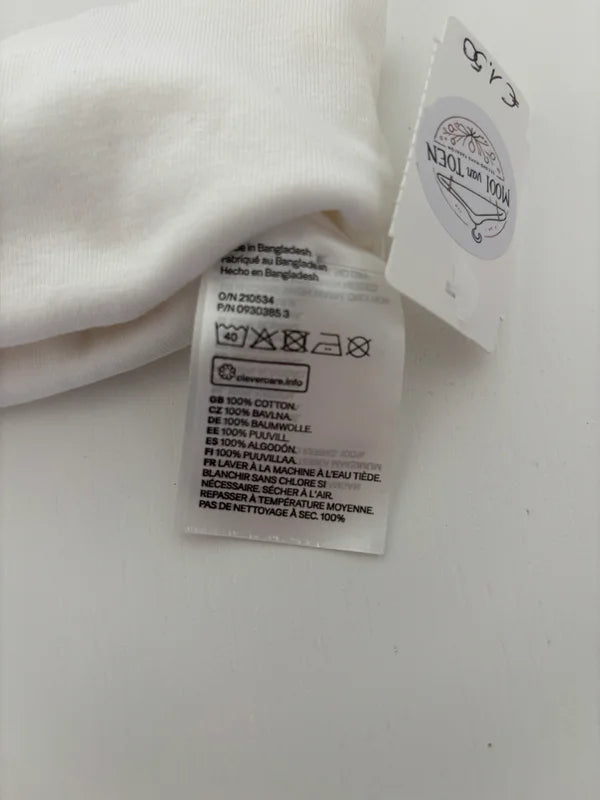 € 1,50
MOOI van TOEN
in Bangladesh
Fabriqué au Bangladesh
Hecho en Bangladesh
O/N 210534
P/N 0930385.3
40
clevercare.info
GB 100% COTTON.
CZ 100% BAVLNA.
DE 100% BAUMWOLLE.
EE 100% PUUVILL.
ES 100% ALGODÓN.
FI 100% PUUVILLAA.
FR LAVER À LA MACHINE À L'EAU TIÈDE.
BLANCHIR SANS CHLORE SI
NÉCESSAIRE. SÉCHER À L'AIR.
REPASSER À TEMPÉRATURE MOYENNE.
PAS DE NETTOYAGE À SEC. 100%